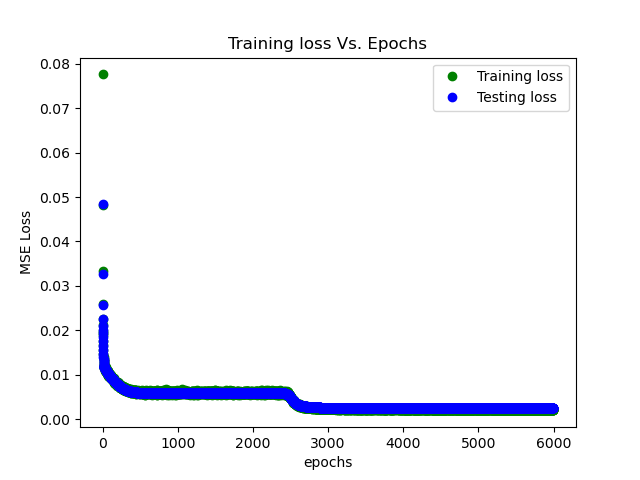 Training loss Vs. Epochs
Training loss
Testing loss
MSE Loss
0.08
0.07
0.06
0.05
0.04
0.03
0.02
0.01
0.00
0 1000 2000 3000 4000 5000 6000
epochs